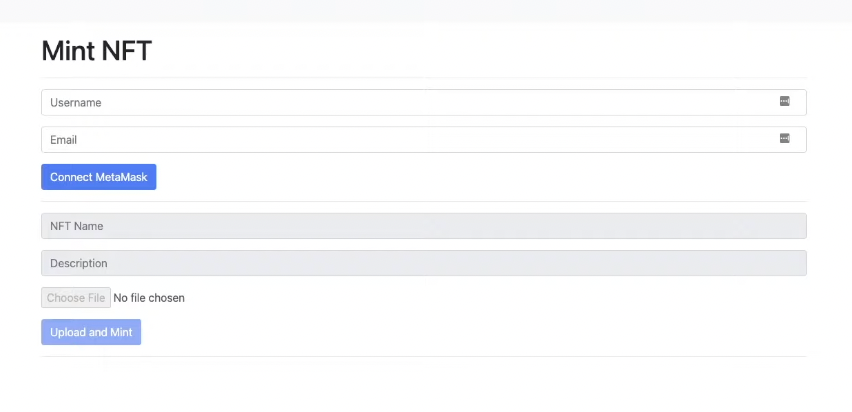 Mint NFT
Username
Email
Connect MetaMask
NFT Name
Description
Choose File No file chosen
Upload and Mint